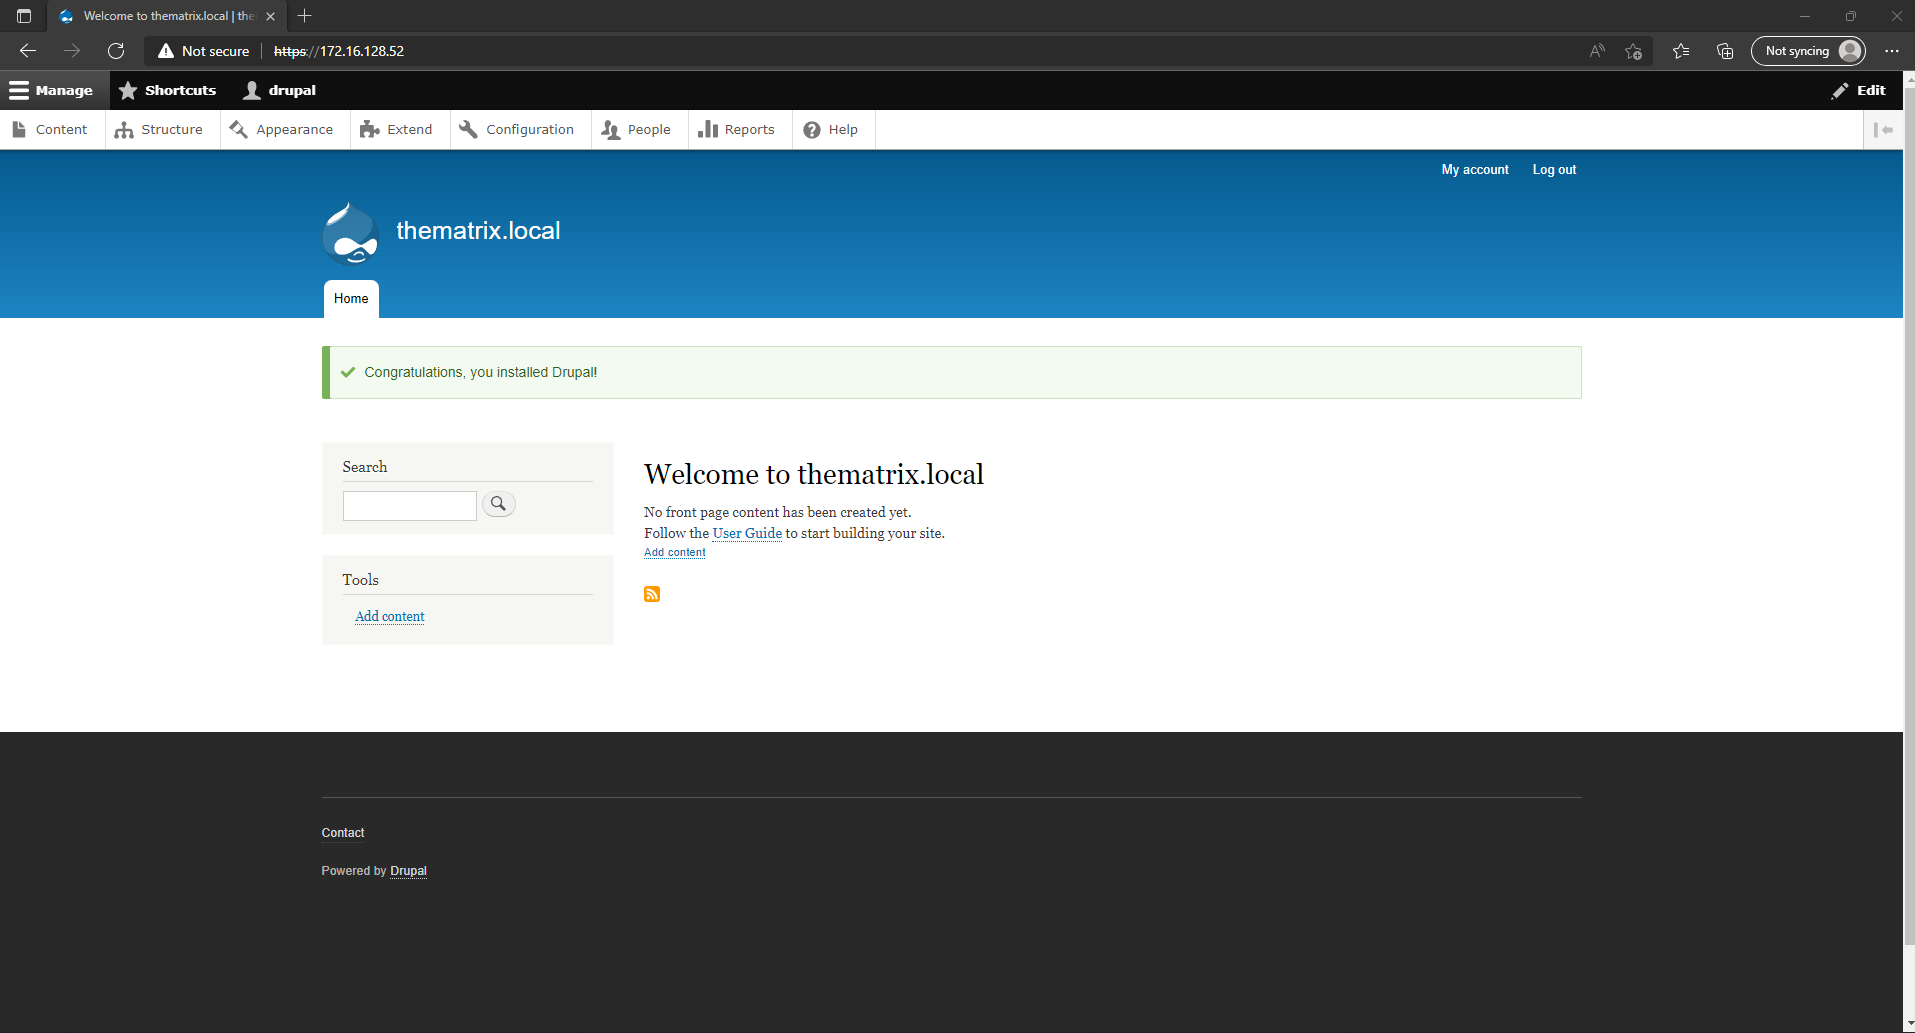 Welcome to thematrix.local | the
Not secure https://172.16.128.52 Not syncing
Manage Shortcuts drupal Edit
Content Structure Appearance Extend Configuration People Reports Help
My account Log out
thematrix.local
Home
Congratulations, you installed Drupal!
Search
Welcome to thematrix.local
No front page content has been created yet.
Follow the User Guide to start building your site.
Add content
Tools
Add content
Contact
Powered by Drupal